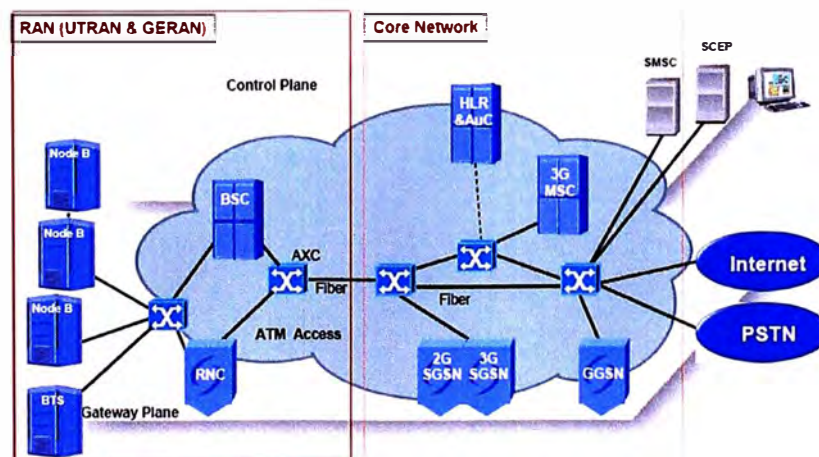 RAN (UTRAN & GERAN)
Core Network
SMSC
SCEP
Control Plane
HLR
&AuC
Node B
BSC
3G
MSC
Node B
AXC
Fiber
Internet
Node B
Fiber
ATM Access
PSTN
RNC
2G
SGSN
3G
SGSN
GGSN
BTS
Gateway Plane